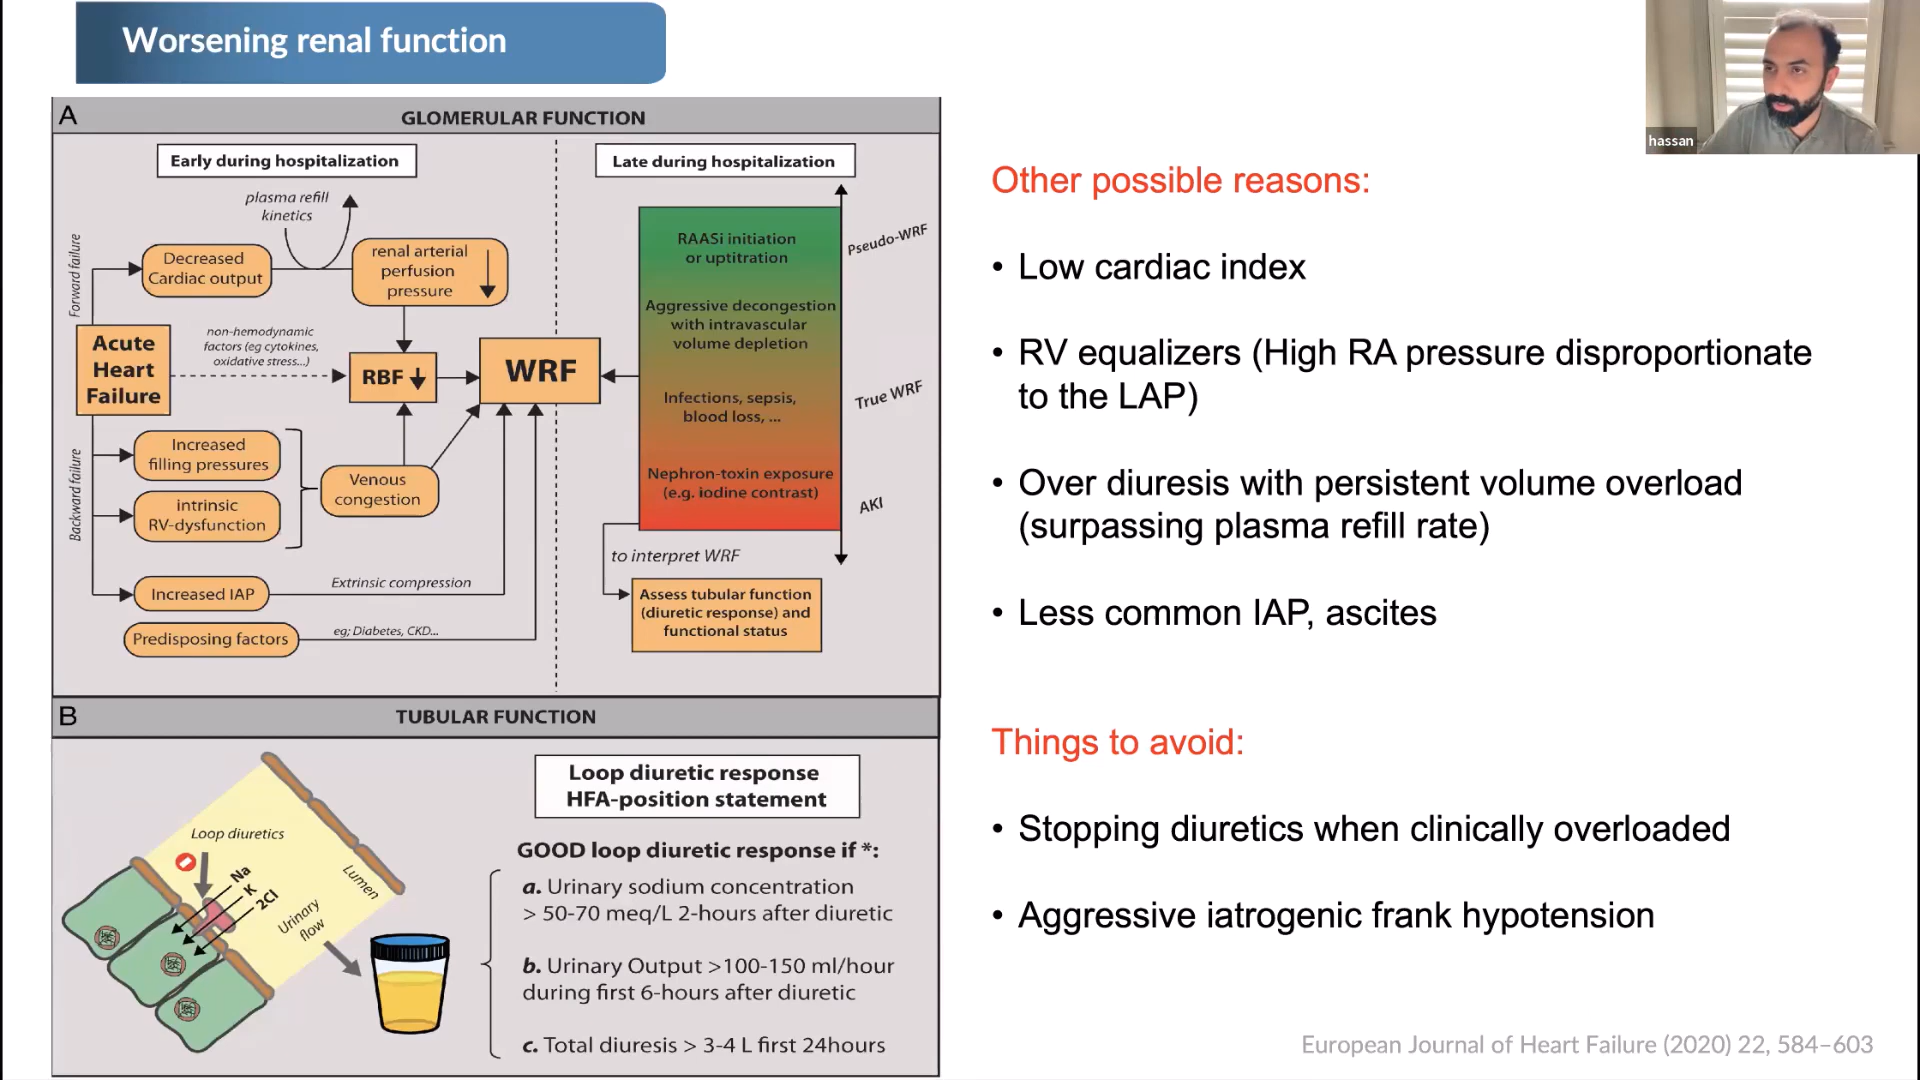 Worsening renal function
hassan
A
GLOMERULAR FUNCTION
Early during hospitalization
Late during hospitalization
plasma refill
kinetics
Forward failure
Decreased
Cardiac output
renal arterial
perfusion
pressure
Acute
Heart
Failure
non-hemodynamic
factors (eg cytokines,
oxidative stress...)
RBF
WRF
Backward failure
Increased
filling pressures
intrinsic
RV-dysfunction
Venous
congestion
Increased IAP
Extrinsic compression
Predisposing factors
eg; Diabetes, CKD...
RAASi initiation
or uptitration
Aggressive decongestion
with intravascular
volume depletion
Infections, sepsis,
blood loss, ...
Nephron-toxin exposure
(e.g. iodine contrast)
Pseudo-WRF
True WRF
AKI
to interpret WRF
Assess tubular function
(diuretic response) and
functional status
B
TUBULAR FUNCTION
Loop diuretics
Na
K
2Cl
Lumen
Urinary
flow
Loop diuretic response
HFA-position statement
GOOD loop diuretic response if *:
a. Urinary sodium concentration
> 50-70 meq/L 2-hours after diuretic
b. Urinary Output >100-150 ml/hour
during first 6-hours after diuretic
c. Total diuresis > 3-4 L first 24hours
Other possible reasons:
• Low cardiac index
• RV equalizers (High RA pressure disproportionate
to the LAP)
• Over diuresis with persistent volume overload
(surpassing plasma refill rate)
• Less common IAP, ascites
Things to avoid:
• Stopping diuretics when clinically overloaded
• Aggressive iatrogenic frank hypotension
European Journal of Heart Failure (2020) 22, 584–603